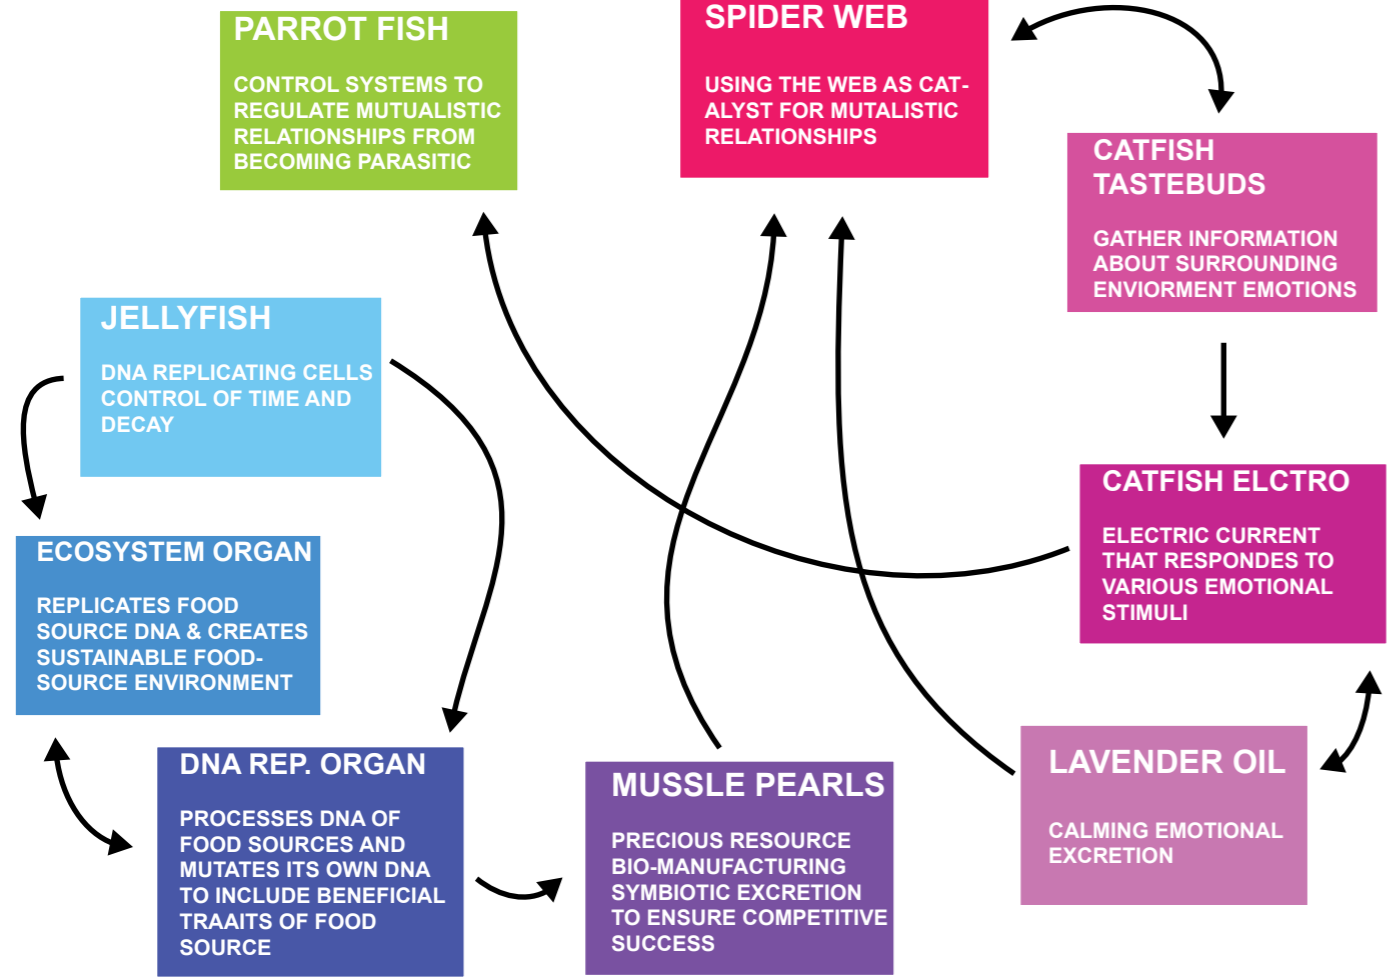 PARROT FISH
CONTROL SYSTEMS TO
REGULATE MUTUALISTIC
RELATIONSHIPS FROM
BECOMING PARASITIC
SPIDER WEB
USING THE WEB AS CAT-
ALYST FOR MUTALISTIC
RELATIONSHIPS
CATFISH
TASTEBUDS
GATHER INFORMATION
ABOUT SURROUNDING
ENVIORMENT EMOTIONS
JELLYFISH
DNA REPLICATING CELLS
CONTROL OF TIME AND
DECAY
CATFISH ELCTRO
ELECTRIC CURRENT
THAT RESPONDES TO
VARIOUS EMOTIONAL
STIMULI
ECOSYSTEM ORGAN
REPLICATES FOOD
SOURCE DNA & CREATES
SUSTAINABLE FOOD-
SOURCE ENVIRONMENT
DNA REP. ORGAN
PROCESSES DNA OF
FOOD SOURCES AND
MUTATES ITS OWN DNA
TO INCLUDE BENEFICIAL
TRAAITS OF FOOD
SOURCE
MUSSLE PEARLS
PRECIOUS RESOURCE
BIO-MANUFACTURING
SYMBIOTIC EXCRETION
TO ENSURE COMPETITIVE
SUCCESS
LAVENDER OIL
CALMING EMOTIONAL
EXCRETION